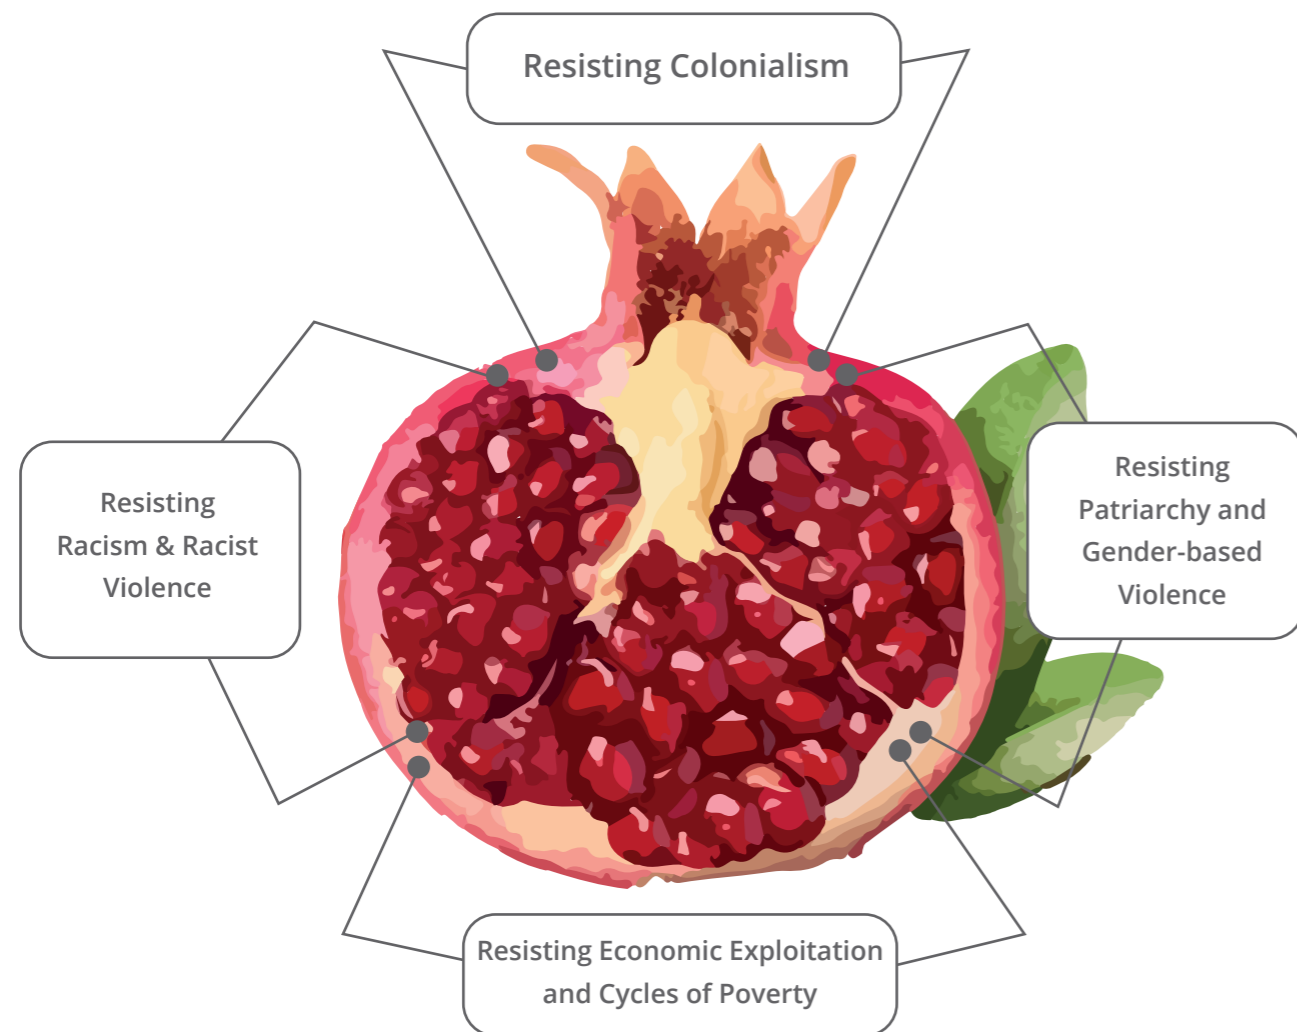 Resisting Colonialism
Resisting
Racism & Racist
Violence
Resisting
Patriarchy and
Gender-based
Violence
Resisting Economic Exploitation
and Cycles of Poverty